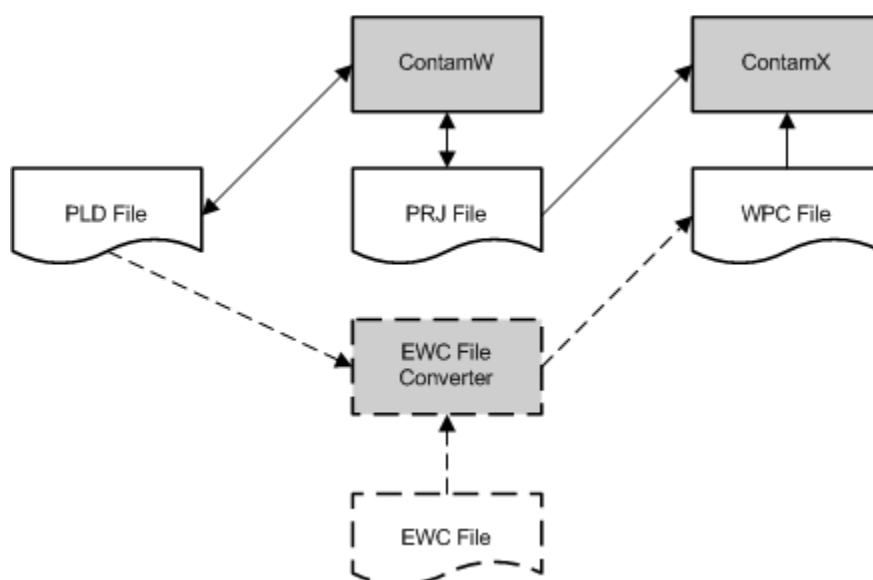 ContamW
ContamX
PLD File
PRJ File
WPC File
EWC File
Converter
EWC File